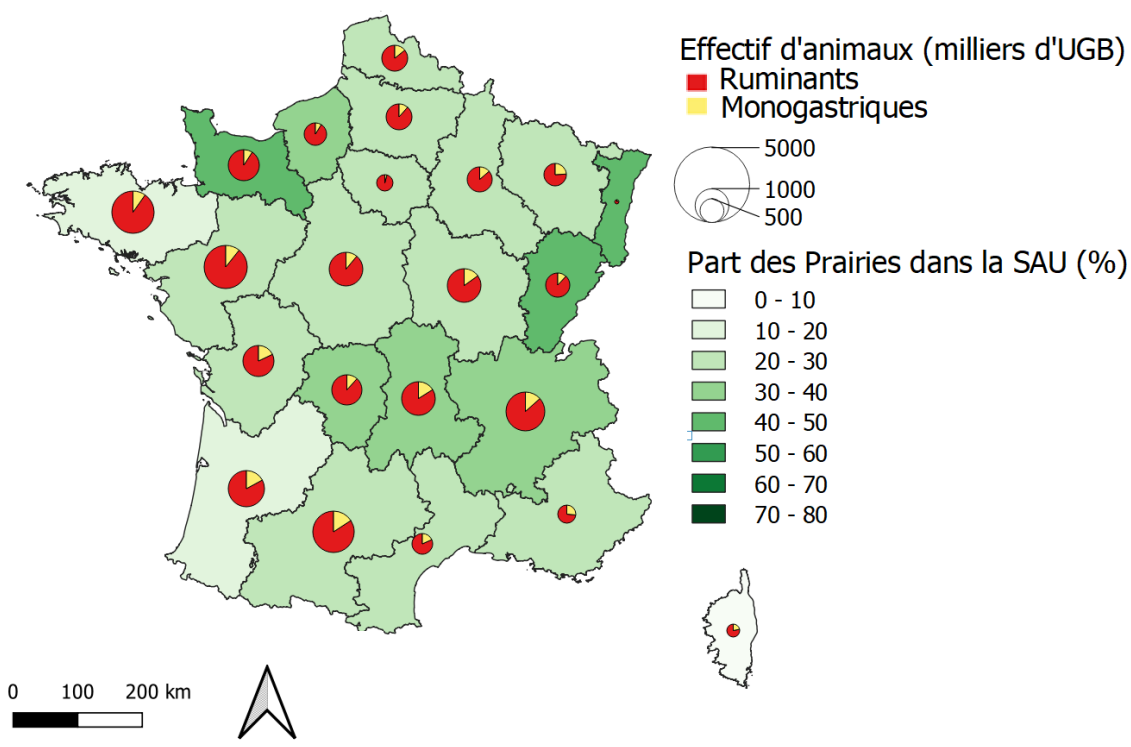 Effectif d'animaux (milliers d'UGB)
Ruminants
Monogastriques
5000
1000
500
Part des Prairies dans la SAU (%)
0 - 10
10 - 20
20 - 30
30 - 40
40 - 50
50 - 60
60 - 70
70 - 80
0 100 200 km